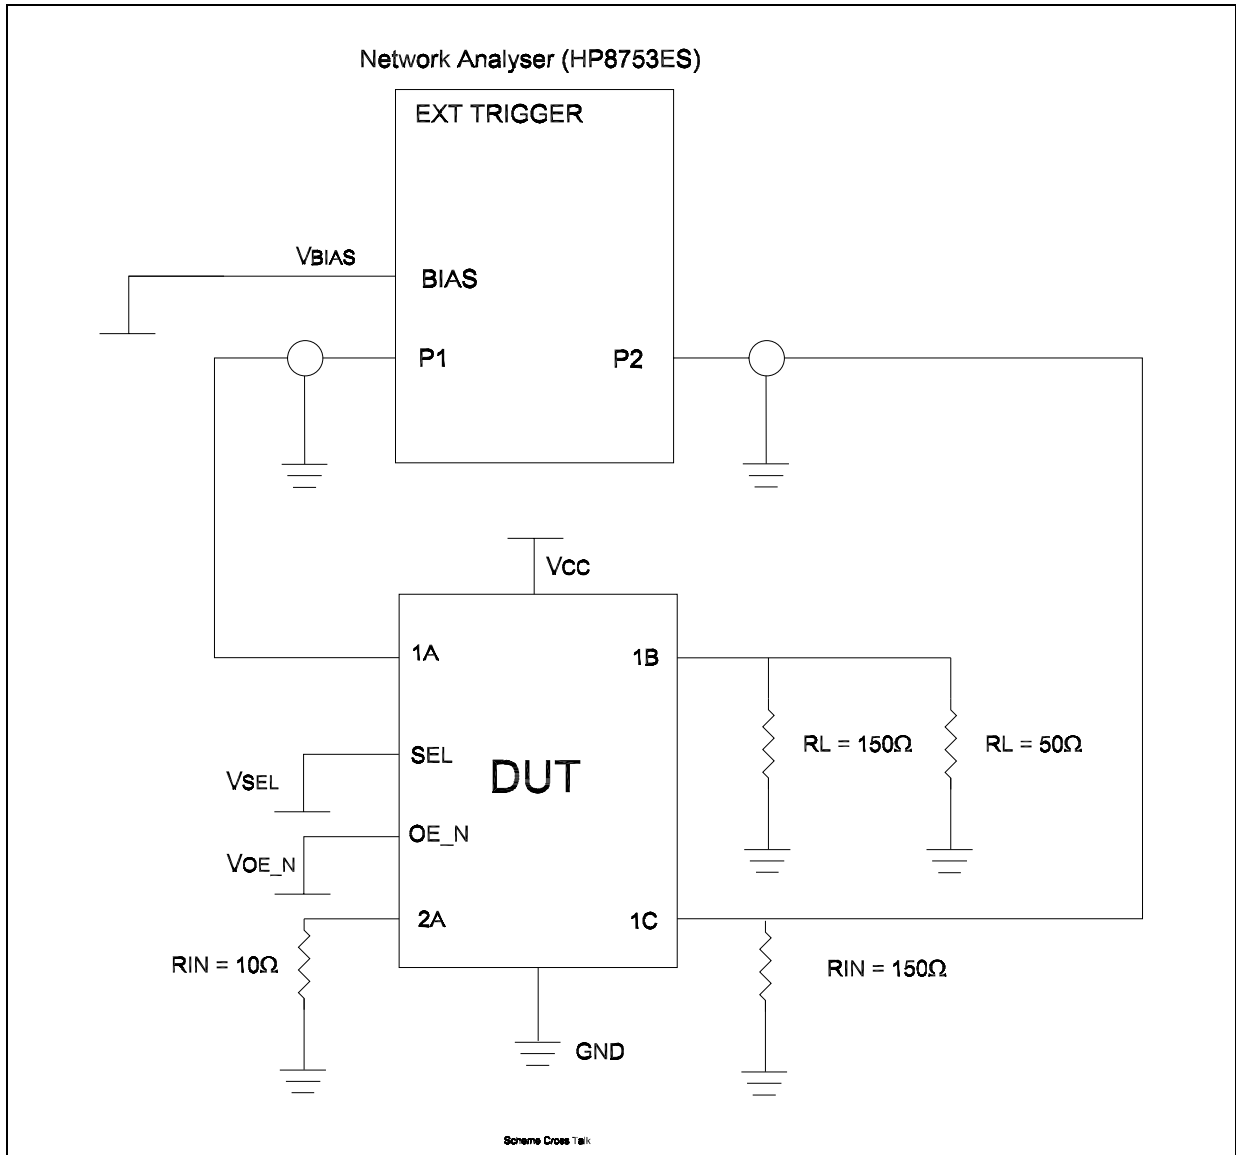 Network Analyser (HP8753ES)
EXT TRIGGER
VBIAS
BIAS
P1
P2
VCC
1A
1B
SEL
DUT
RL = 150Ω
RL = 50Ω
VSEL
OE_N
VOE_N
2A
1C
RIN = 10Ω
RIN = 150Ω
GND
Scheme Cross Talk